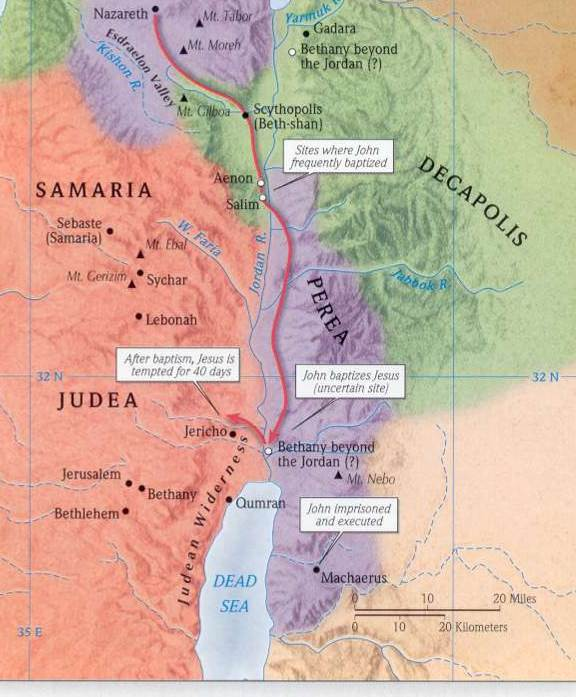 Nazareth
Mt. Tabor
Yarmuk R.
Gadara
Mt. Moreh
Bethany beyond
the Jordan (?)
Esdraelon Valley
Kishon R.
Mt. Gilboa
Scythopolis
(Beth-shan)
Sites where John
frequently baptized
DECAPOLIS
Aenon
Salim
SAMARIA
Sebaste
(Samaria)
W. Faria
Mt. Ebal
Jordan R.
Mt. Gerizim
Sychar
Jabbok R.
PEREA
Lebonah
After baptism, Jesus is
tempted for 40 days
32 N
John baptizes Jesus
(uncertain site)
32 N
JUDEA
Jericho
Bethany beyond
the Jordan (?)
Mt. Nebo
Jerusalem
Bethany
Bethlehem
Judean Wilderness
Qumran
John imprisoned
and executed
Machaerus
DEAD
SEA
0 10 20 Miles
0 10 20 Kilometers
35 E